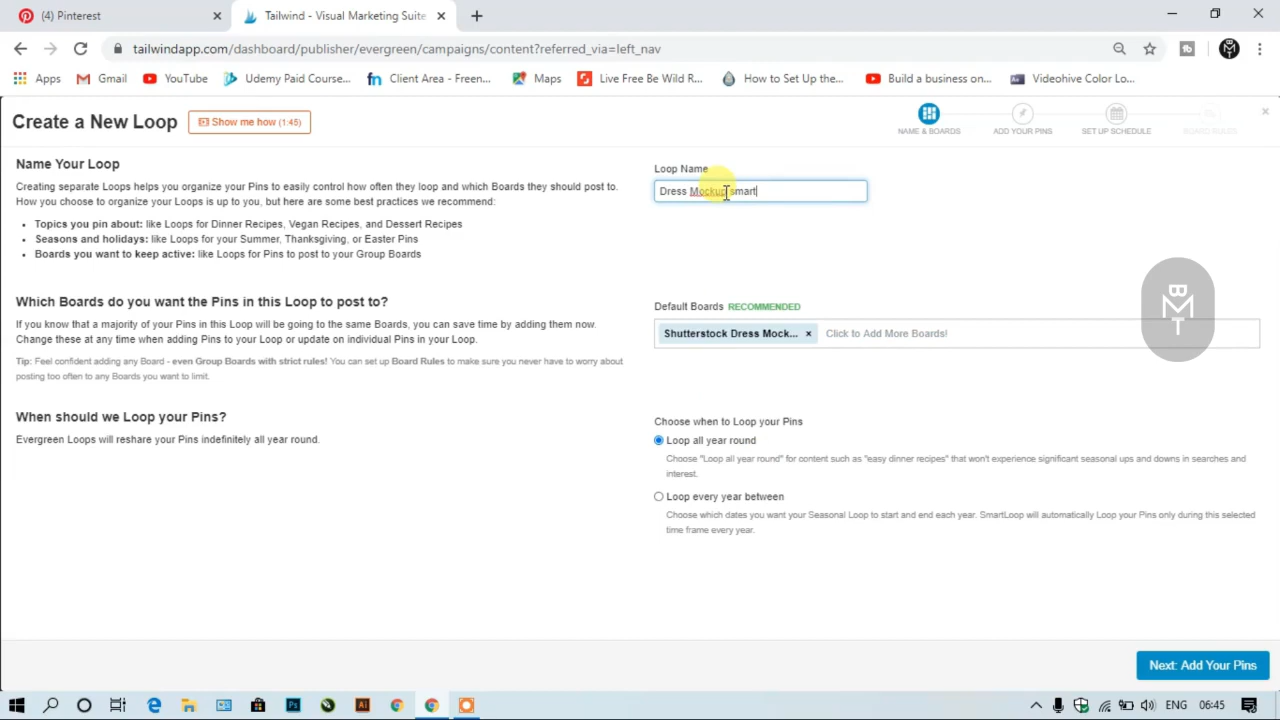 (4) Pinterest
Tailwind - Visual Marketing Suite
tailwindapp.com/dashboard/publisher/evergreen/campaigns/content?referred_via=left_nav
Apps Gmail YouTube Udemy Paid Course... Client Area - Freen... Maps Live Free Be Wild R... How to Set Up the... Build a business on... Videohive Color Lo...
Create a New Loop
Show me how (1:45)
NAME & BOARDS
ADD YOUR PINS
SET UP SCHEDULE
BOARD RULES
Name Your Loop
Creating separate Loops helps you organize your Pins to easily control how often they loop and which Boards they should post to.
How you choose to organize your Loops is up to you, but here are some best practices we recommend:
Topics you pin about: like Loops for Dinner Recipes, Vegan Recipes, and Dessert Recipes
Seasons and holidays: like Loops for your Summer, Thanksgiving, or Easter Pins
Boards you want to keep active: like Loops for Pins to post to your Group Boards
Loop Name
Dress Mockup smart
Which Boards do you want the Pins in this Loop to post to?
If you know that a majority of your Pins in this Loop will be going to the same Boards, you can save time by adding them now.
Change these at any time when adding Pins to your Loop or update on individual Pins in your Loop.
Tip: Feel confident adding any Board - even Group Boards with strict rules! You can set up Board Rules to make sure you never have to worry about
posting too often to any Boards you want to limit.
Default Boards RECOMMENDED
Shutterstock Dress Mock... × Click to Add More Boards!
BMT
When should we Loop your Pins?
Evergreen Loops will reshare your Pins indefinitely all year round.
Choose when to Loop your Pins
Loop all year round
Choose "Loop all year round" for content such as "easy dinner recipes" that won't experience significant seasonal ups and downs in searches and
interest.
Loop every year between
Choose which dates you want your Seasonal Loop to start and end each year. SmartLoop will automatically Loop your Pins only during this selected
time frame every year.
Next: Add Your Pins
ENG 06:45